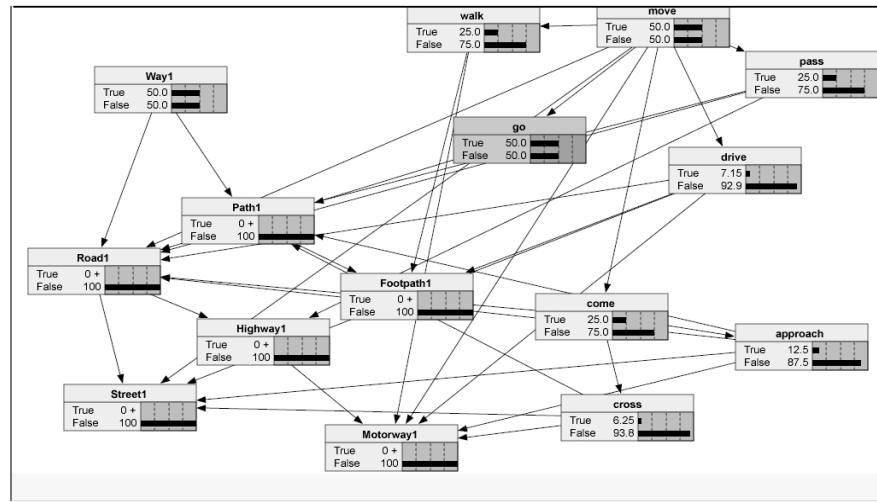 walk
True 25.0
False 75.0
move
True 50.0
False 50.0
pass
True 25.0
False 75.0
Way1
True 50.0
False 50.0
go
True 50.0
False 50.0
drive
True 7.15
False 92.9
Path1
True 0 +
False 100
Road1
True 0 +
False 100
Footpath1
True 0 +
False 100
come
True 25.0
False 75.0
Highway1
True 0 +
False 100
approach
True 12.5
False 87.5
Street1
True 0 +
False 100
cross
True 6.25
False 93.8
Motorway1
True 0 +
False 100